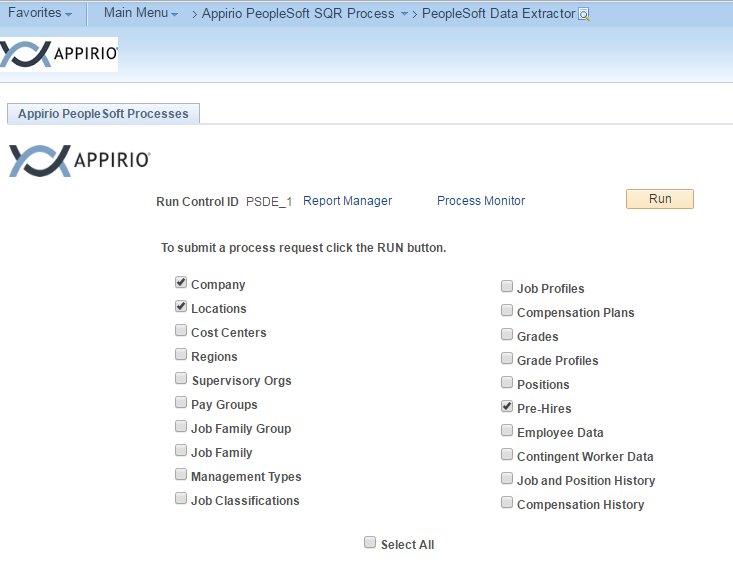 Favorites Main Menu > Appirio PeopleSoft SQR Process > PeopleSoft Data Extractor
APPIRIO
Appirio PeopleSoft Processes
APPIRIO
Run Control ID PSDE_1 Report Manager Process Monitor Run
To submit a process request click the RUN button.
Company
Locations
Cost Centers
Regions
Supervisory Orgs
Pay Groups
Job Family Group
Job Family
Management Types
Job Classifications
Job Profiles
Compensation Plans
Grades
Grade Profiles
Positions
Pre-Hires
Employee Data
Contingent Worker Data
Job and Position History
Compensation History
Select All